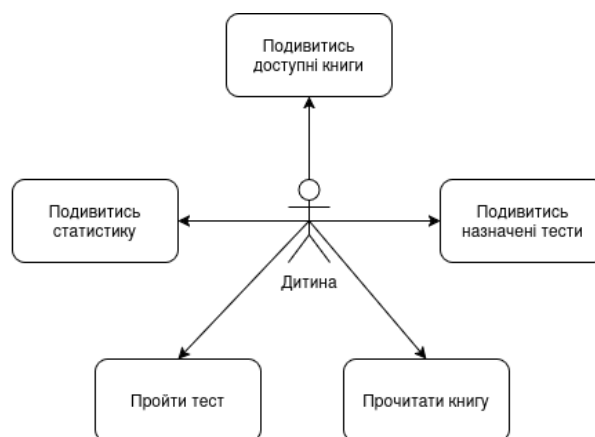 Подивитись
доступні книги
Подивитись
статистику
Подивитись
назначені тести
Дитина
Пройти тест
Прочитати книгу